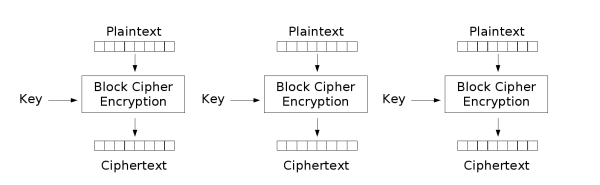 Plaintext Plaintext Plaintext
Key Block Cipher Encryption Key Block Cipher Encryption Key Block Cipher Encryption
Ciphertext Ciphertext Ciphertext